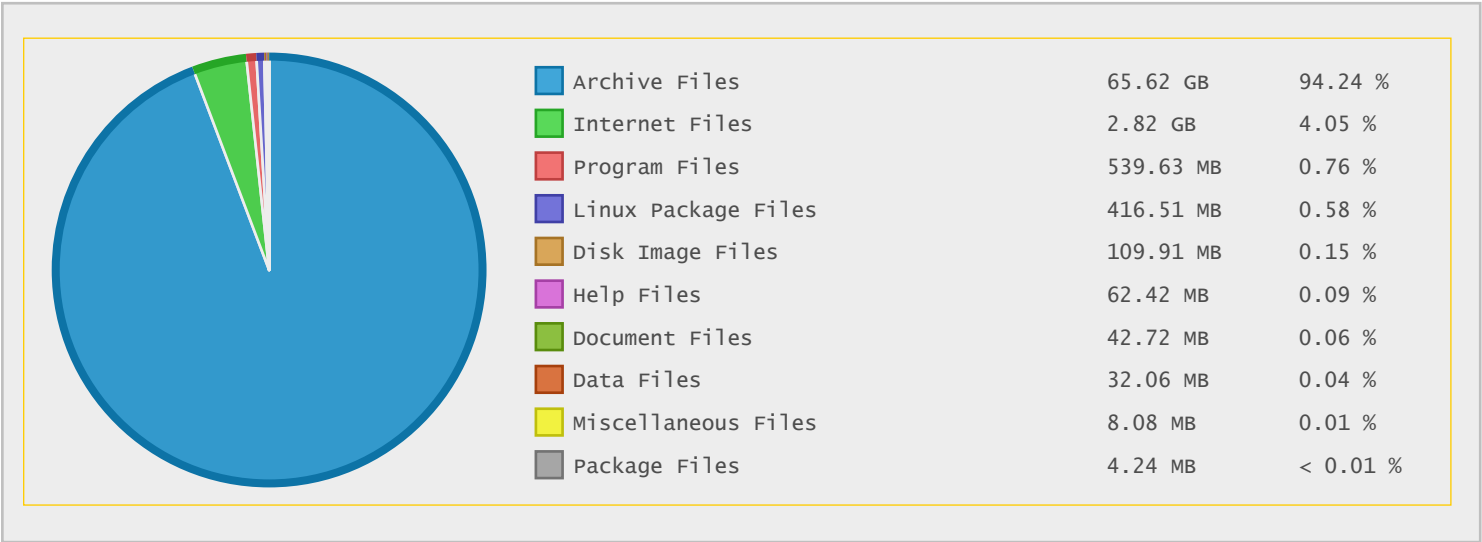 Archive Files 65.62 GB 94.24 %
Internet Files 2.82 GB 4.05 %
Program Files 539.63 MB 0.76 %
Linux Package Files 416.51 MB 0.58 %
Disk Image Files 109.91 MB 0.15 %
Help Files 62.42 MB 0.09 %
Document Files 42.72 MB 0.06 %
Data Files 32.06 MB 0.04 %
Miscellaneous Files 8.08 MB 0.01 %
Package Files 4.24 MB < 0.01 %